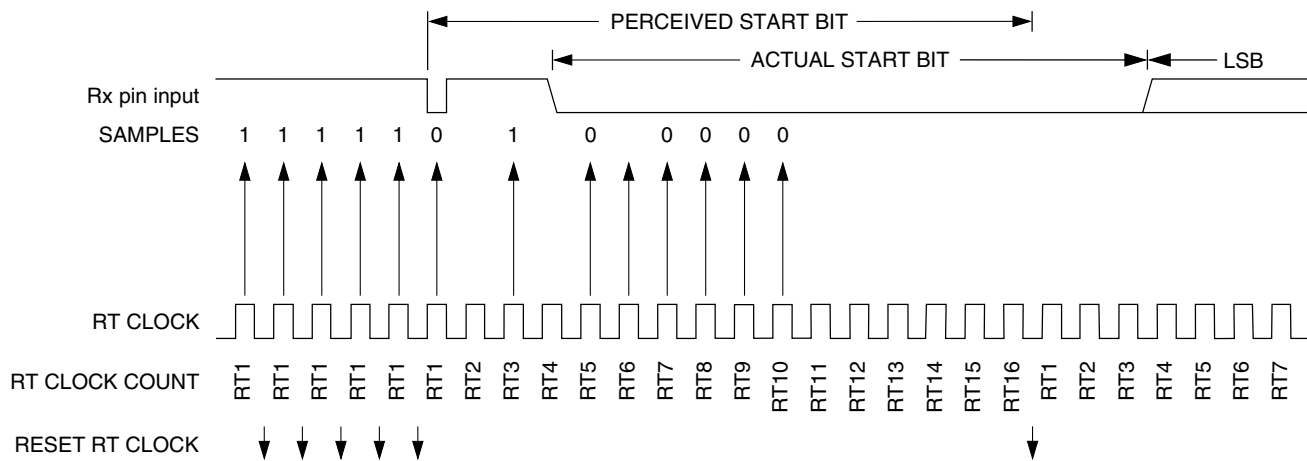 PERCEIVED START BIT
ACTUAL START BIT
LSB
Rx pin input
SAMPLES 1 1 1 1 1 0 1 0 0 0 0 0
RT CLOCK
RT CLOCK COUNT RT1 RT1 RT1 RT1 RT1 RT1 RT2 RT3 RT4 RT5 RT6 RT7 RT8 RT9 RT10 RT11 RT12 RT13 RT14 RT15 RT16 RT1 RT2 RT3 RT4 RT5 RT6 RT7
RESET RT CLOCK